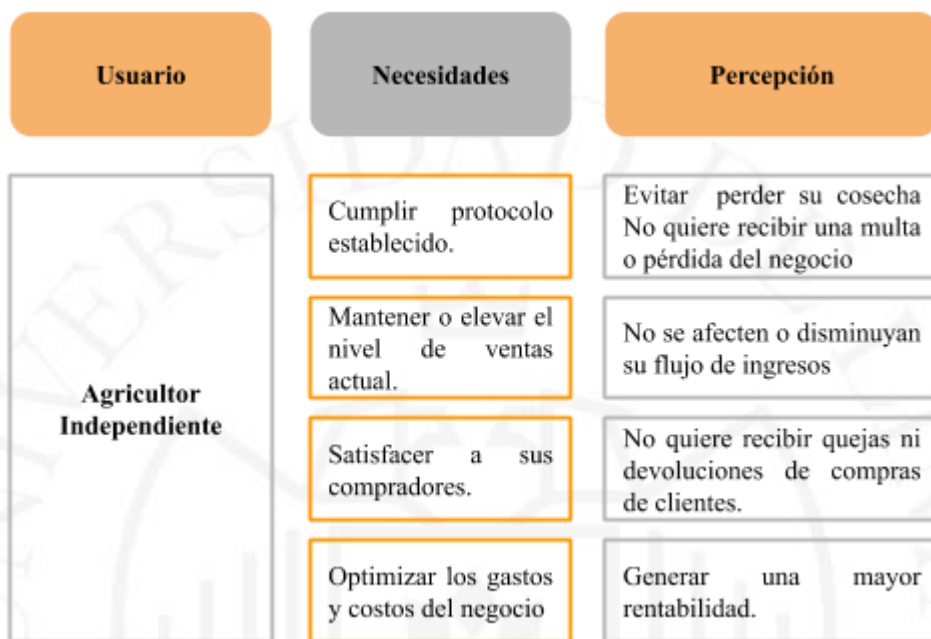 Usuario
Necesidades
Percepción
Agricultor
Independiente
Cumplir protocolo
establecido.
Evitar perder su cosecha
No quiere recibir una multa
o pérdida del negocio
Mantener o elevar el
nivel de ventas
actual.
No se afecten o disminuyan
su flujo de ingresos
Satisfacer a sus
compradores.
No quiere recibir quejas ni
devoluciones de compras
de clientes.
Optimizar los gastos
y costos del negocio
Generar una mayor
rentabilidad.